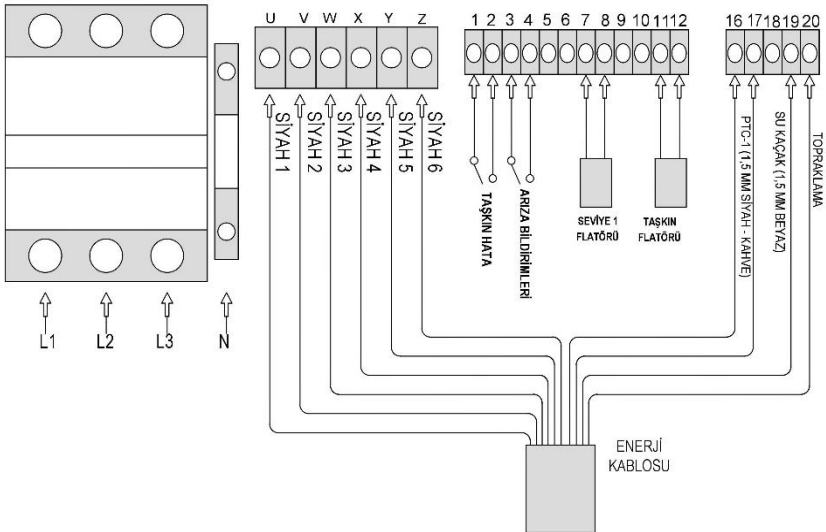 U V W X Y Z
1 2 3 4 5 6 7 8 9 10 11 12
16 17 18 19 20
SİYAH 1
SİYAH 2
SİYAH 3
SİYAH 4
SİYAH 5
SİYAH 6
TAŞKIN HATA
ARIZA BİLDİRİMLERİ
SEVİYE 1
FLATÖRÜ
TAŞKIN
FLATÖRÜ
PTC-1 (1,5 MM SİYAH - KAHVE)
SU KAÇAK (1,5 MM BEYAZ)
TOPRAKLAMA
L1 L2 L3 N
ENERJİ
KABLOSU